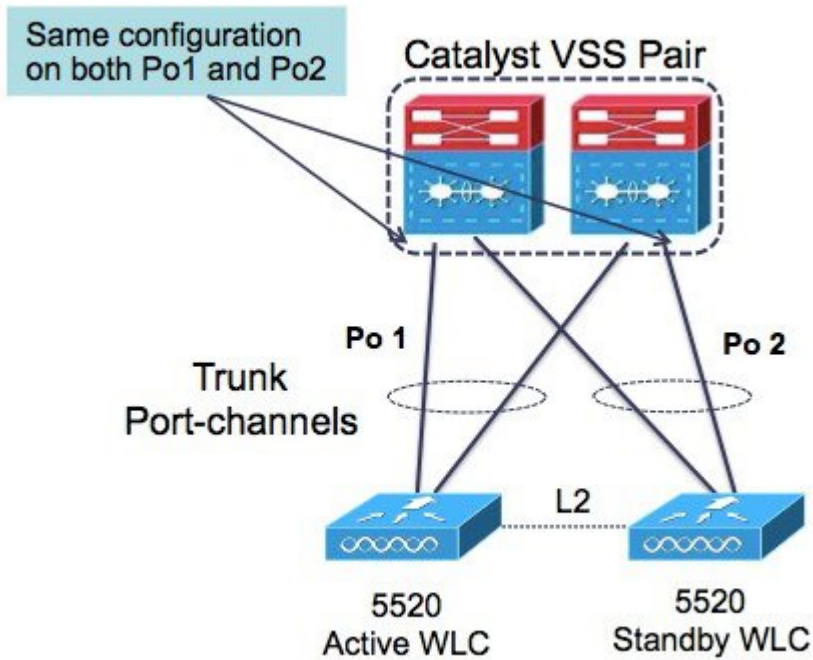 Same configuration
on both Po1 and Po2
Catalyst VSS Pair
Po 1
Po 2
Trunk
Port-channels
L2
5520
Active WLC
5520
Standby WLC